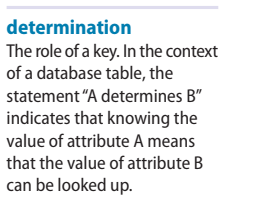 determination
The role of a key. In the context
of a database table, the
statement “A determines B”
indicates that knowing the
value of attribute A means
that the value of attribute B
can be looked up.